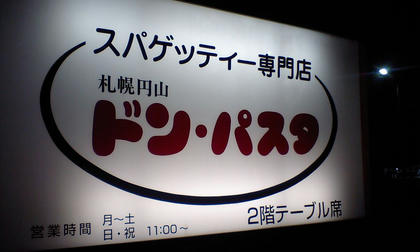 スパゲッティー専門店
札幌円山
ドン・パスタ
2階テーブル席
営業時間 月～土
日・祝 11:00～